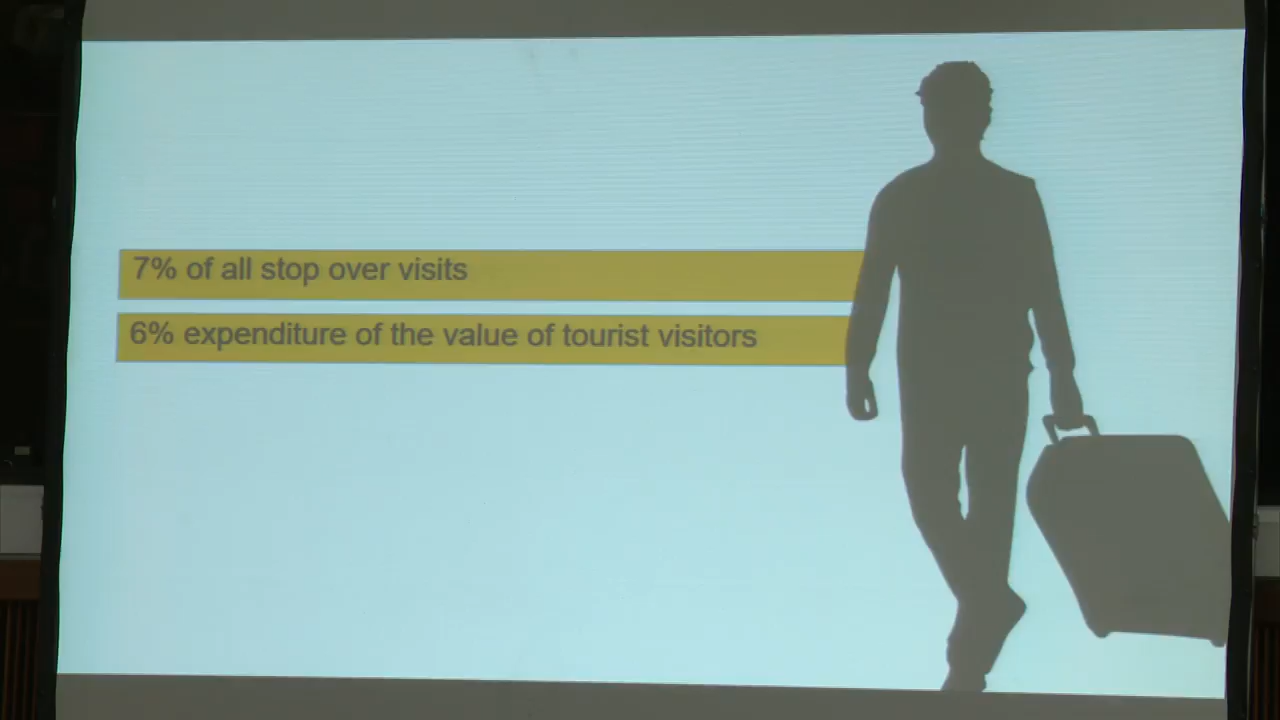 7% of all stop over visits
6% expenditure of the value of tourist visitors